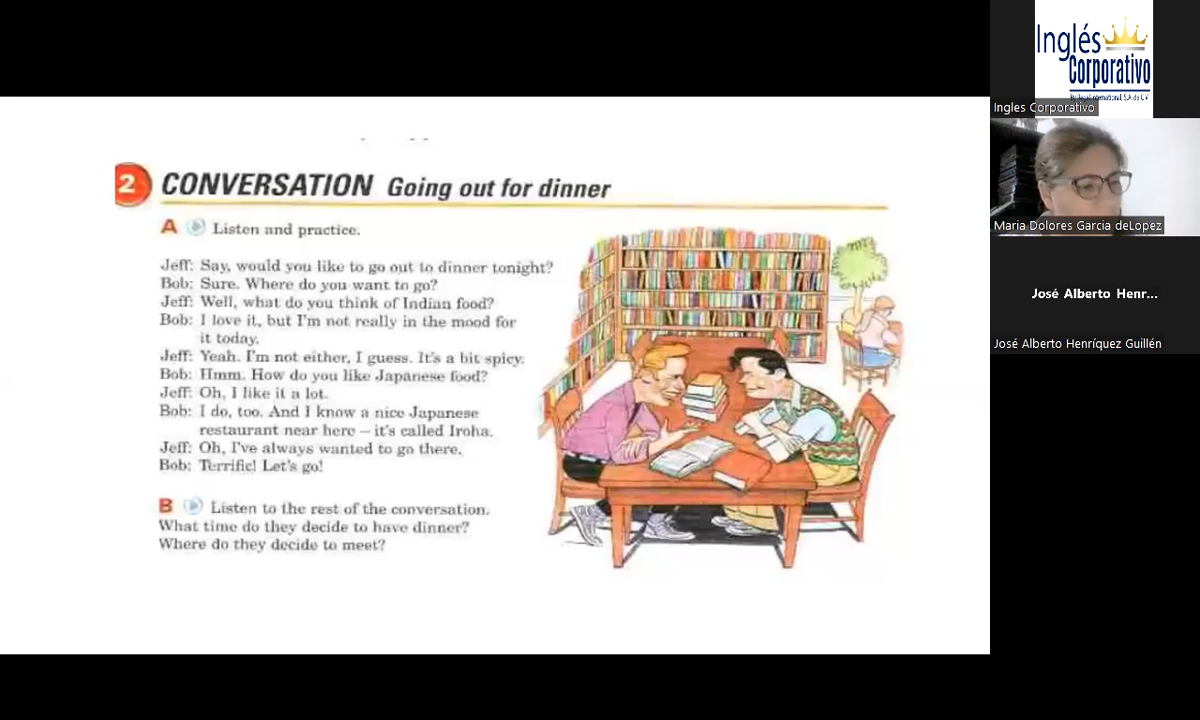 2 CONVERSATION Going out for dinner
A Listen and practice.
Jeff: Say, would you like to go out to dinner tonight?
Bob: Sure. Where do you want to go?
Jeff: Well, what do you think of Indian food?
Bob: I love it, but I'm not really in the mood for
it today.
Jeff: Yeah. I'm not either, I guess. It's a bit spicy.
Bob: Hmm. How do you like Japanese food?
Jeff: Oh, I like it a lot.
Bob: I do, too. And I know a nice Japanese
restaurant near here – it's called Iroha.
Jeff: Oh, I've always wanted to go there.
Bob: Terrific! Let's go!
B Listen to the rest of the conversation.
What time do they decide to have dinner?
Where do they decide to meet?
Inglés
Corporativo
Ingles Corporativo
Maria Dolores Garcia deLopez
José Alberto Henr...
José Alberto Henríquez Guillén